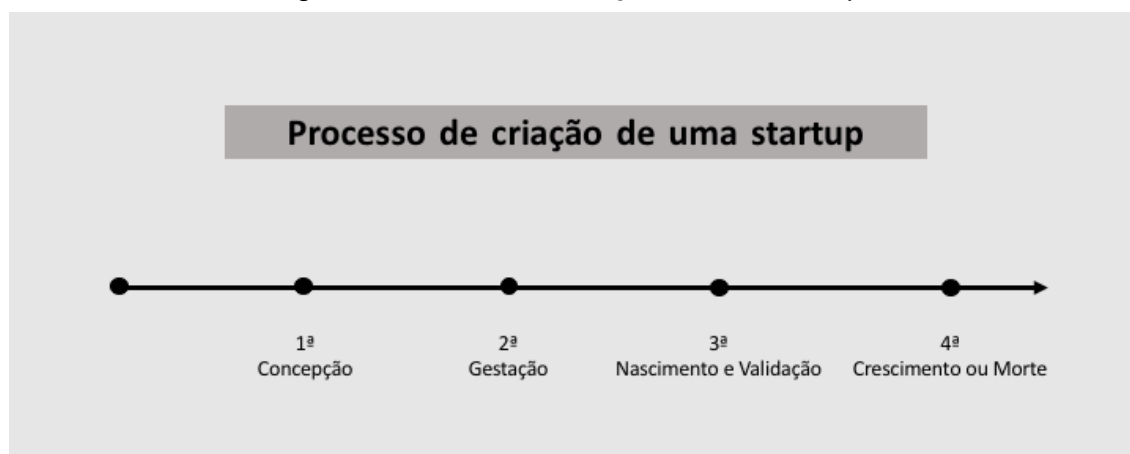 Processo de criação de uma startup
1ª
Concepção
2ª
Gestação
3ª
Nascimento e Validação
4ª
Crescimento ou Morte